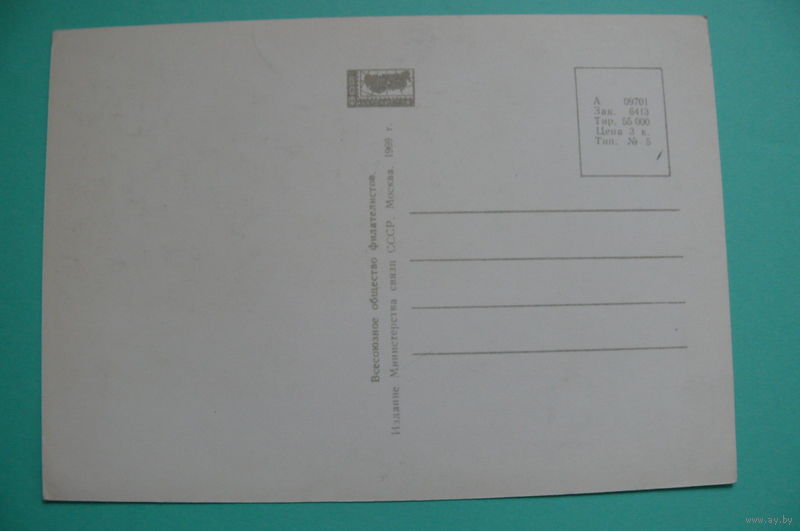 А 09701
Зак. 6413
Тир. 55 000
Цена 3 к.
Тип. № 5
Всесоюзное общество филателистов.
Издание Министерства связи СССР. Москва. 1969 г.
www.ay.by